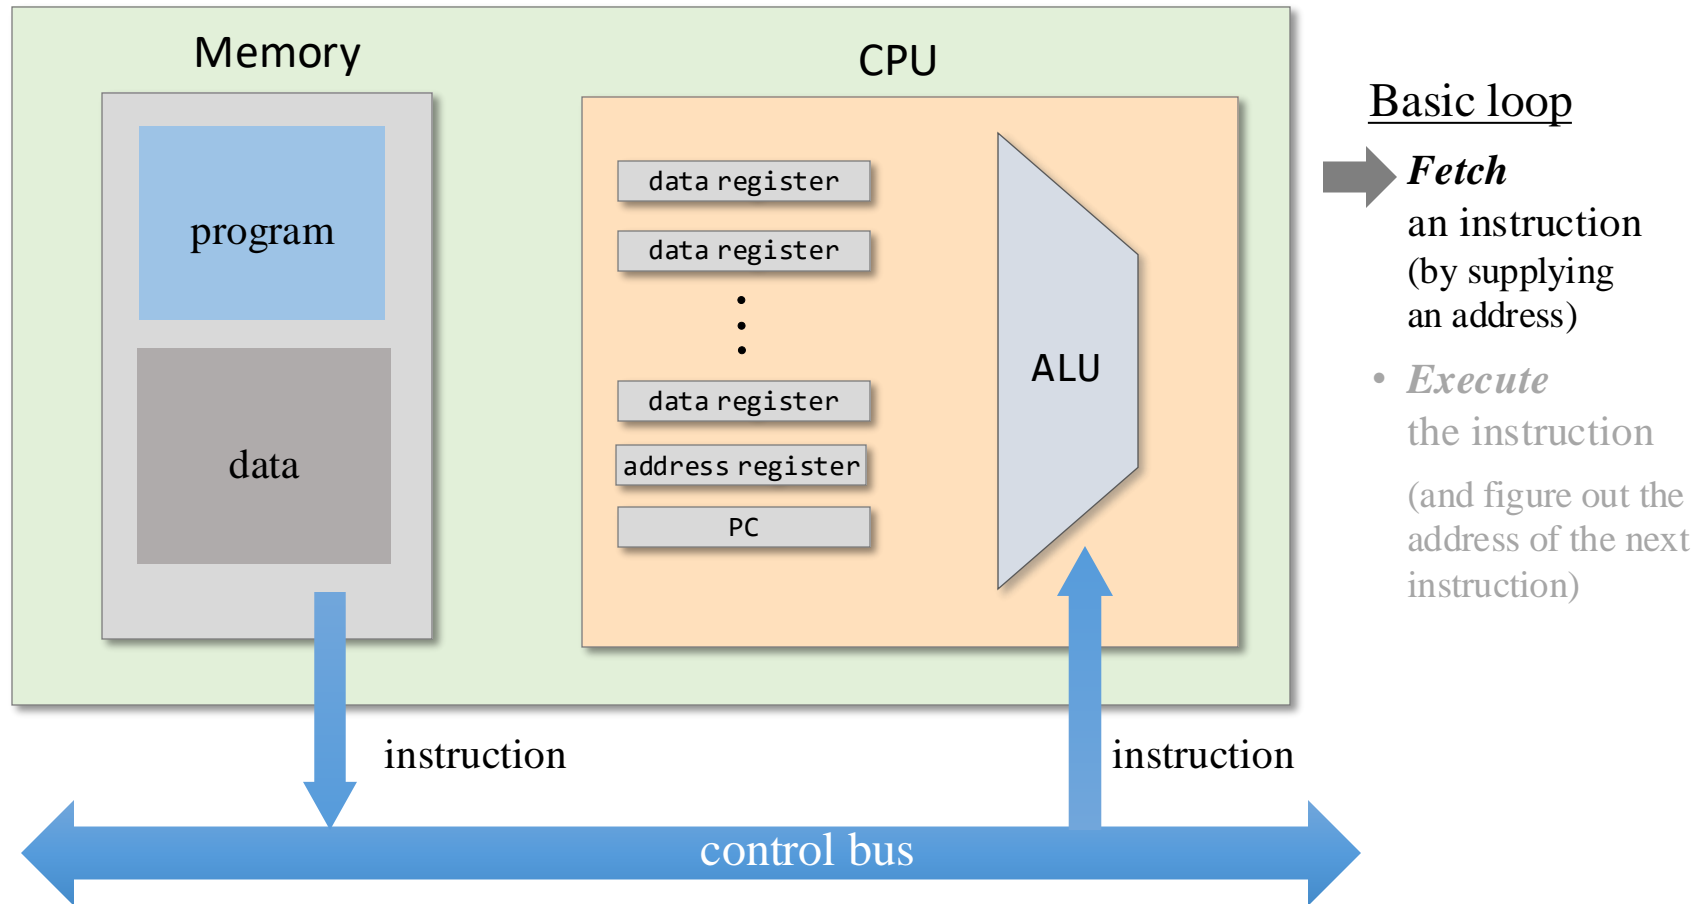 Memory
program
data
CPU
data register
data register
data register
address register
PC
ALU
Basic loop
Fetch
an instruction
(by supplying
an address)
• Execute
the instruction
(and figure out the
address of the next
instruction)
instruction
instruction
control bus